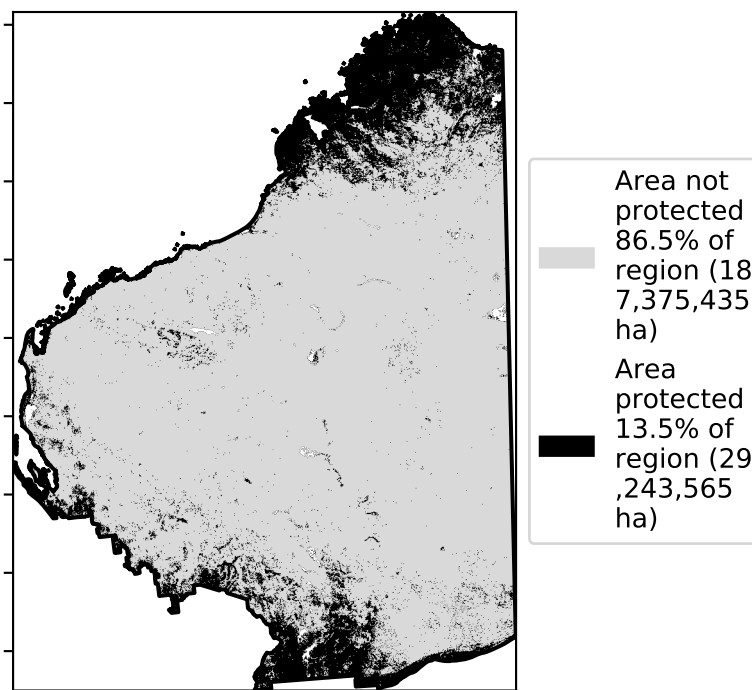 Area not
protected
86.5% of
region (18
7,375,435
ha)
Area
protected
13.5% of
region (29
,243,565
ha)